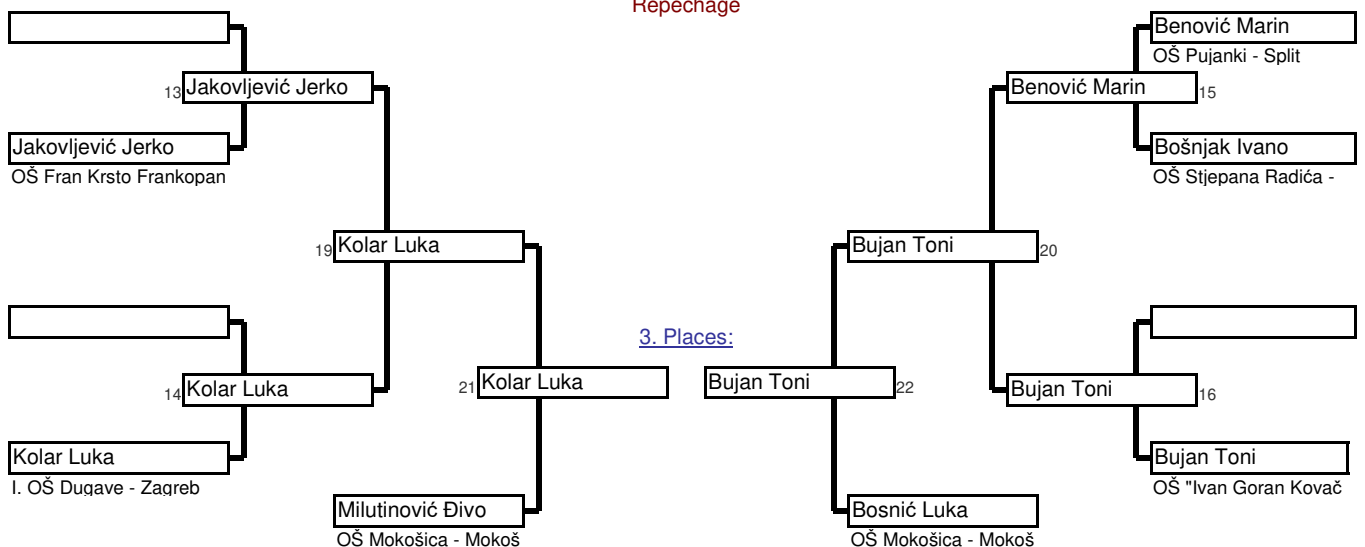 Repechage
Benović Marin
OŠ Pujanki - Split
13 Jakovljević Jerko
Benović Marin 15
Jakovljević Jerko
OŠ Fran Krsto Frankopan
Bošnjak Ivano
OŠ Stjepana Radića -
19 Kolar Luka
Bujan Toni 20
3. Places:
14 Kolar Luka
21 Kolar Luka
Bujan Toni 22
Bujan Toni 16
Kolar Luka
I. OŠ Dugave - Zagreb
Bujan Toni
OŠ "Ivan Goran Kovač
Milutinović Đivo
OŠ Mokošica - Mokoš
Bosnić Luka
OŠ Mokošica - Mokoš